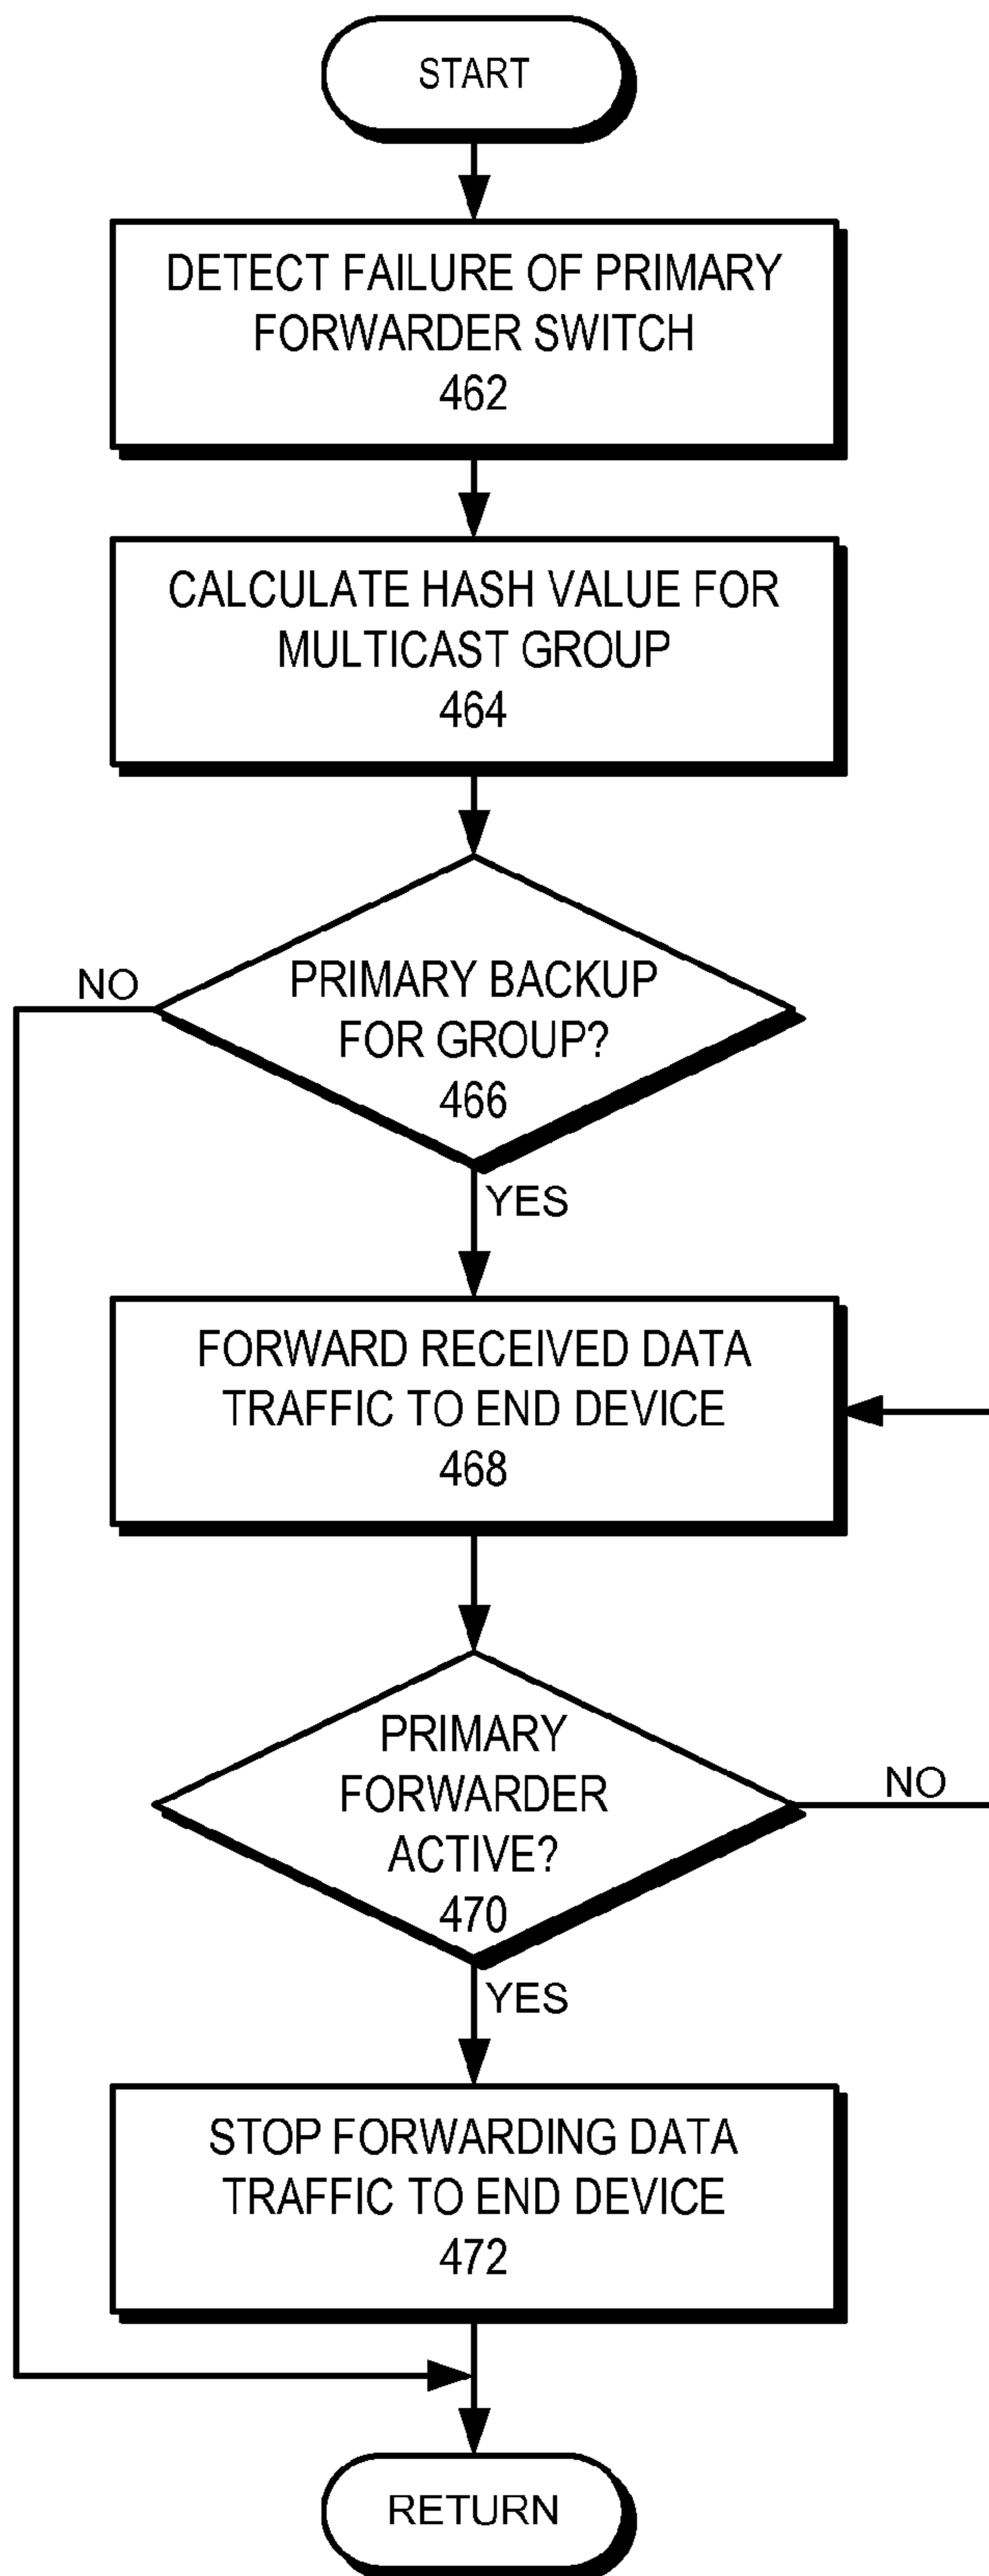 START
DETECT FAILURE OF PRIMARY
FORWARDER SWITCH
462
CALCULATE HASH VALUE FOR
MULTICAST GROUP
464
NO
PRIMARY BACKUP
FOR GROUP?
466
YES
FORWARD RECEIVED DATA
TRAFFIC TO END DEVICE
468
PRIMARY
FORWARDER
ACTIVE?
470
NO
YES
STOP FORWARDING DATA
TRAFFIC TO END DEVICE
472
RETURN